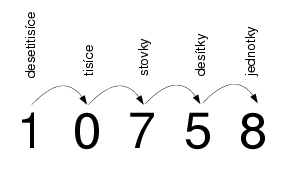 desetitisíce
tisíce
stovky
desítky
jednotky
1 0 7 5 8